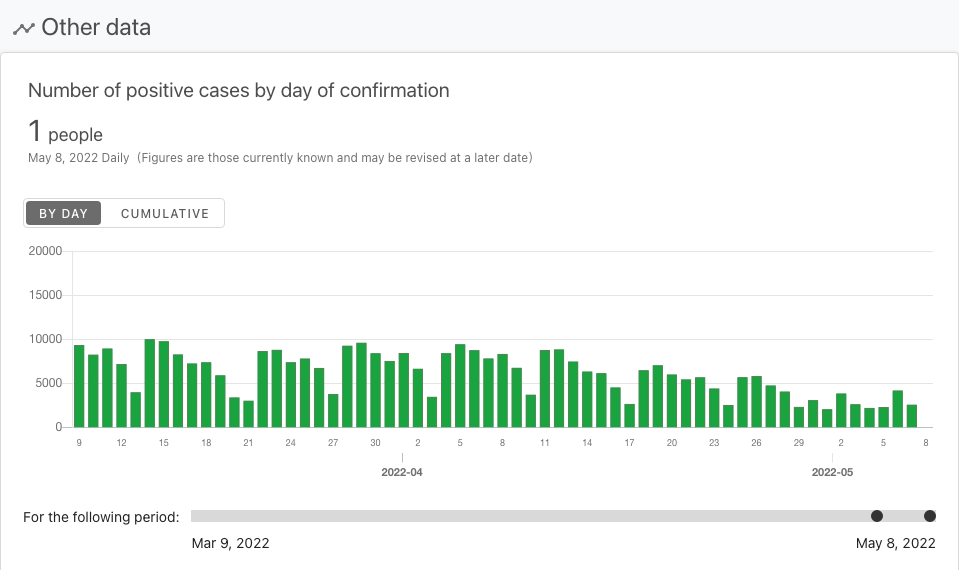 Other data
Number of positive cases by day of confirmation
1 people
May 8, 2022 Daily (Figures are those currently known and may be revised at a later date)
BY DAY CUMULATIVE
20000
15000
10000
5000
0
9 12 15 18 21 24 27 30 2 5 8 11 14 17 20 23 26 29 2 5 8
2022-04 2022-05
For the following period:
Mar 9, 2022 May 8, 2022